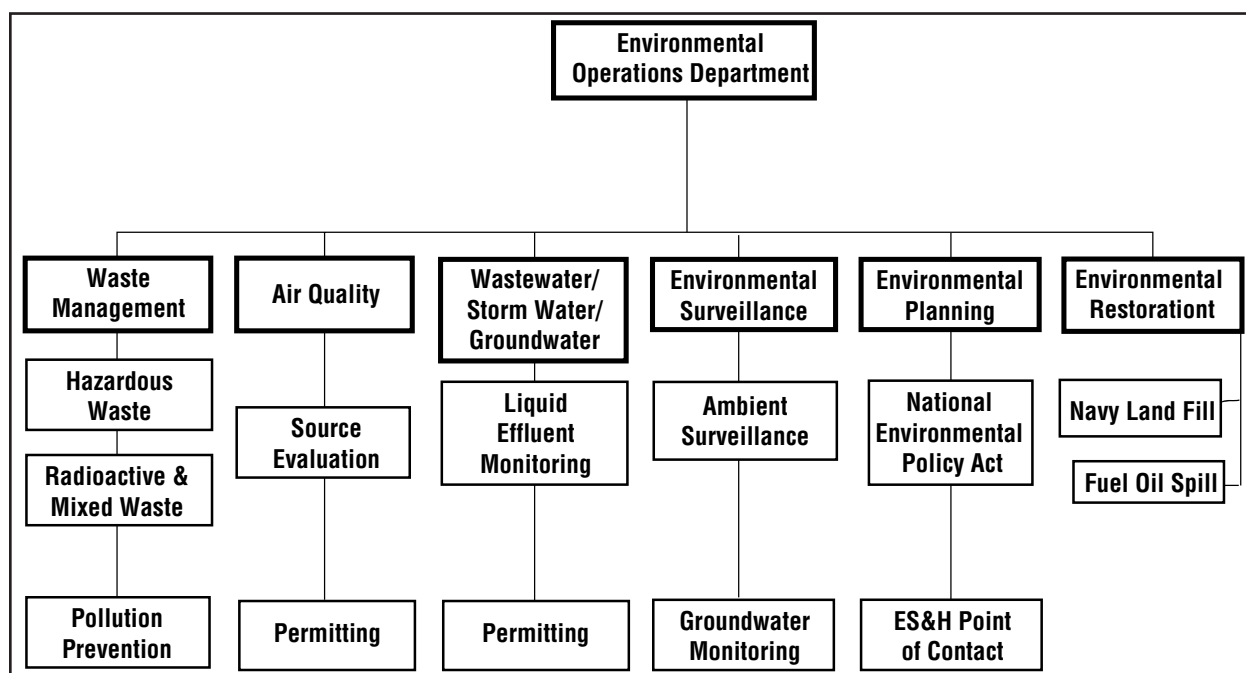 Environmental
Operations Department
Waste
Management
Hazardous
Waste
Radioactive &
Mixed Waste
Pollution
Prevention
Air Quality
Source
Evaluation
Permitting
Wastewater/
Storm Water/
Groundwater
Liquid
Effluent
Monitoring
Permitting
Environmental
Surveillance
Ambient
Surveillance
Groundwater
Monitoring
Environmental
Planning
National
Environmental
Policy Act
ES&H Point
of Contact
Environmental
Restorationt
Navy Land Fill
Fuel Oil Spill